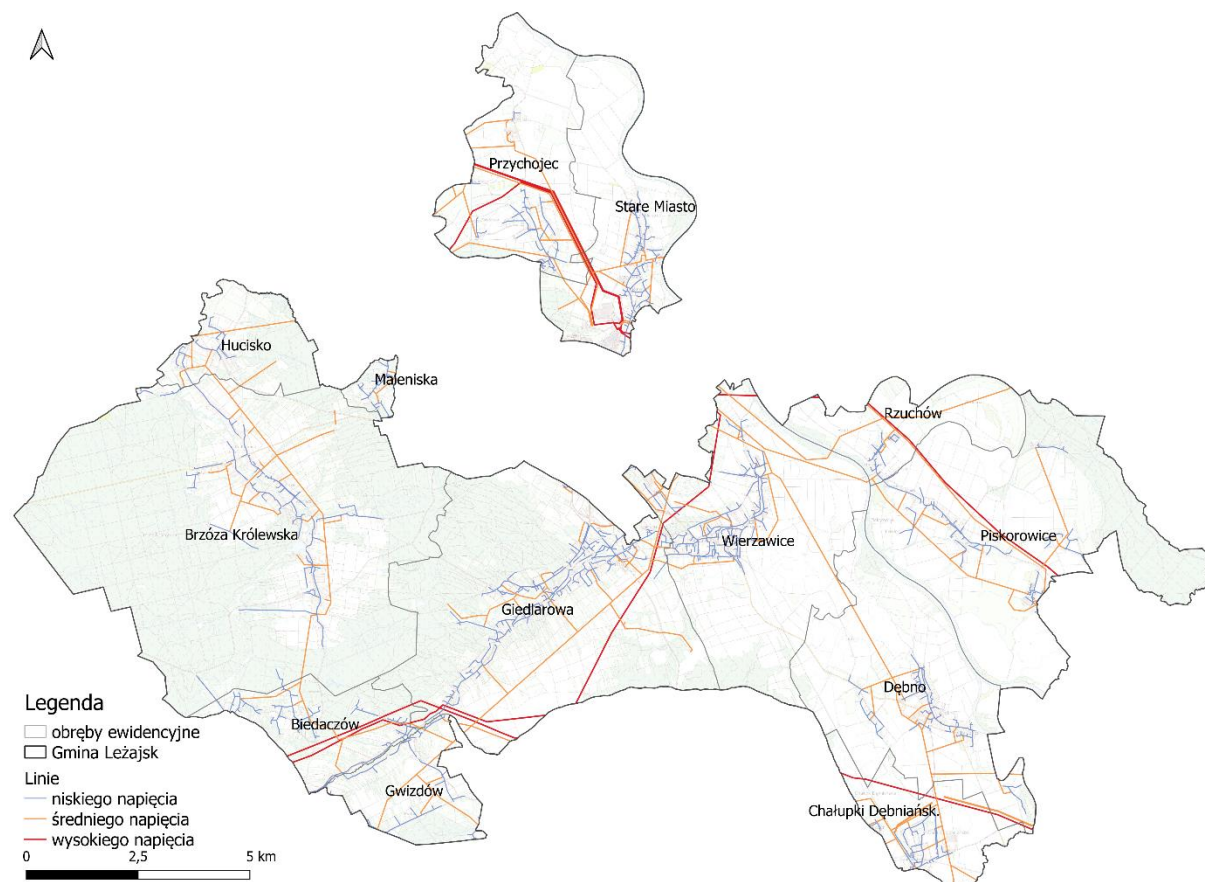 Przychojec
Stare Miasto
Hucisko
Maleniska
Rzuchów
Brzóza Królewska
Wierzawice
Piskorowice
Giedlarowa
Dębno
Biedaczów
Gwizdów
Chałupki Dębniańsk.
Legenda
obręby ewidencyjne
Gmina Leżajsk
Linie
niskiego napięcia
średniego napięcia
wysokiego napięcia
0 2,5 5 km